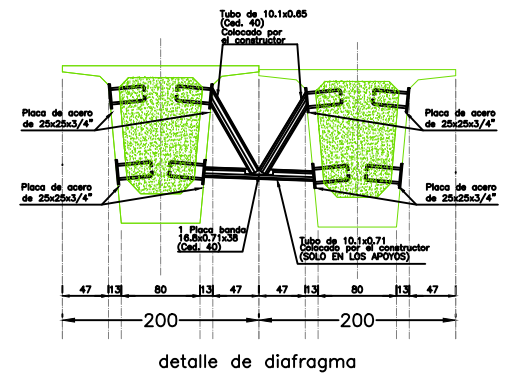 Tubo de 10.1x0.65
(Ced. 40)
Colocado por
el constructor
Placa de acero
de 25x25x3/4"
Placa de acero
de 25x25x3/4"
Placa de acero
de 25x25x3/4"
Placa de acero
de 25x25x3/4"
1 Placa banda
16.8x0.71x38
(Ced. 40)
Tubo de 10.1x0.71
Colocado por el constructor
(SOLO EN LOS APOYOS)
47 13 80 13 47 47 13 80 13 47
200 200
detalle de diafragma